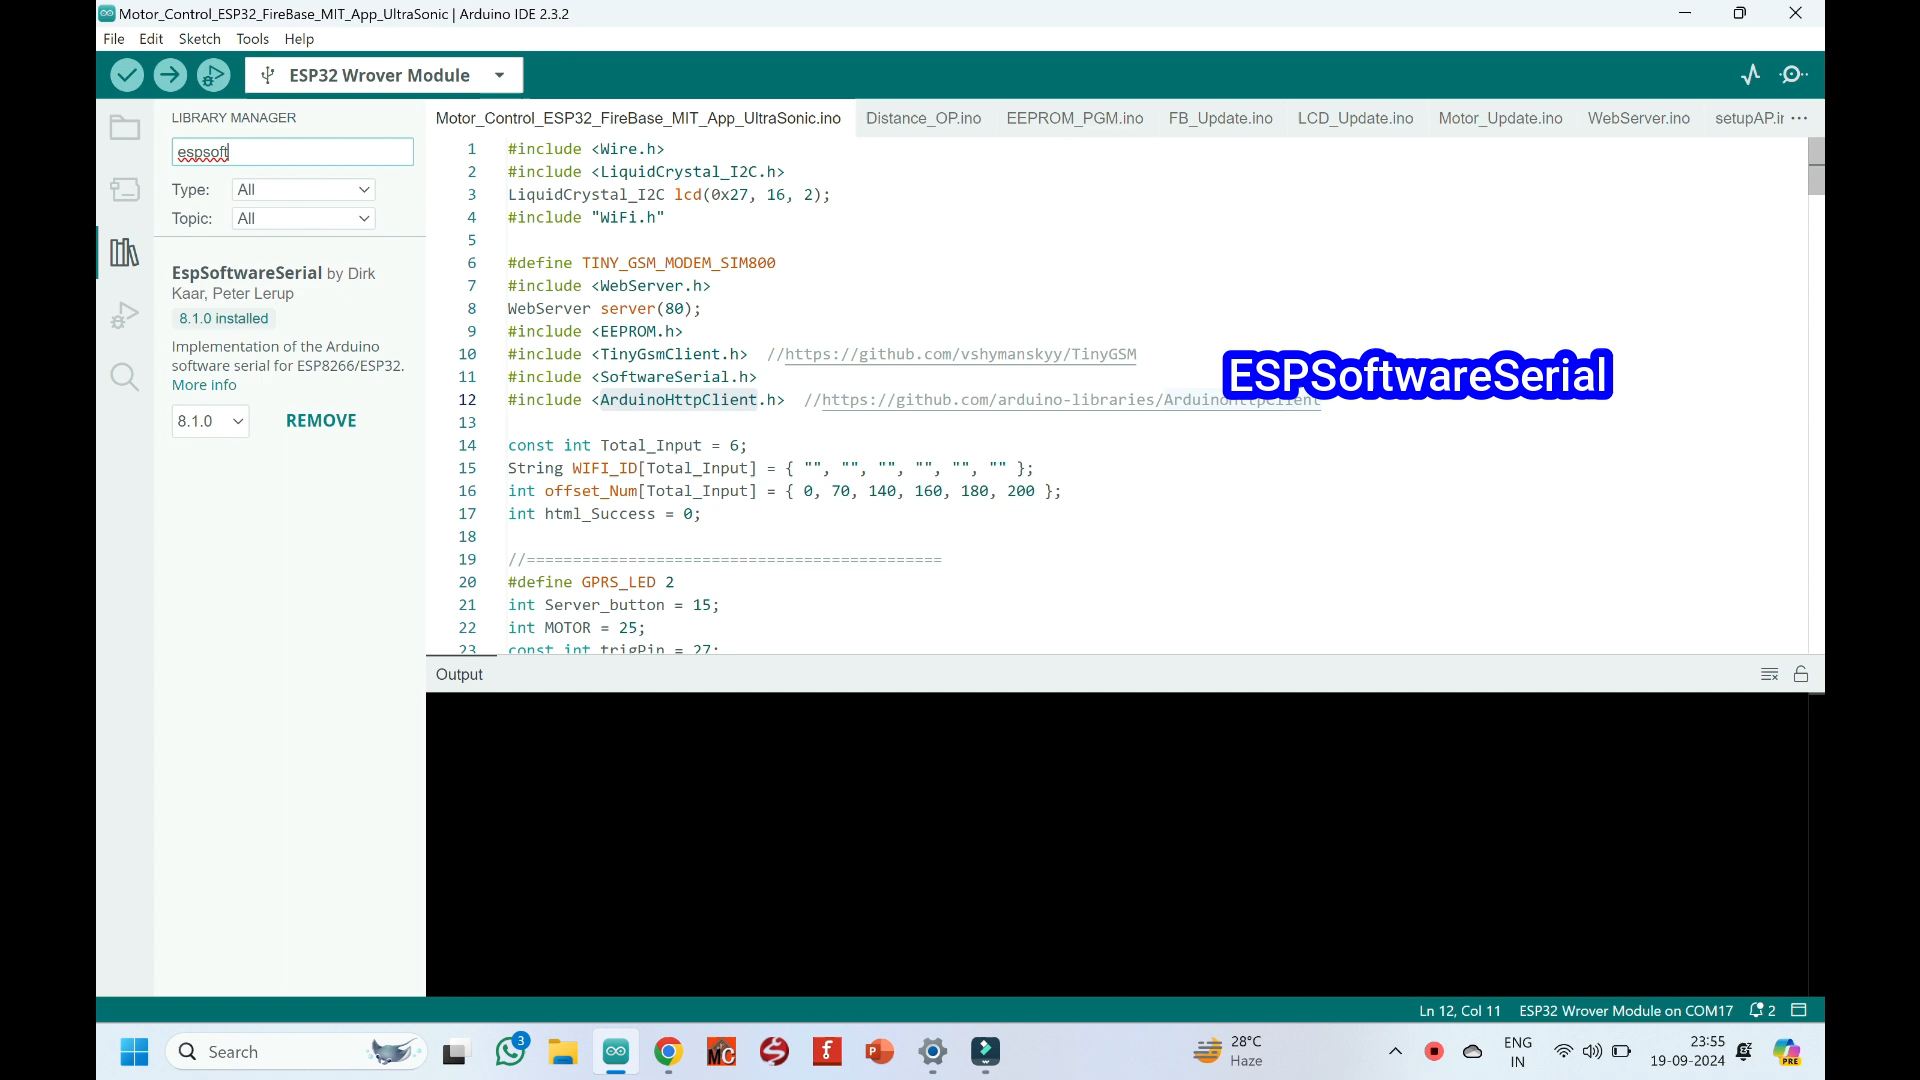 Motor_Control_ESP32_FireBase_MIT_App_UltraSonic | Arduino IDE 2.3.2
File Edit Sketch Tools Help
ESP32 Wrover Module
LIBRARY MANAGER
espsoft
Type: All
Topic: All
EspSoftwareSerial by Dirk
Kaar, Peter Lerup
8.1.0 installed
Implementation of the Arduino
software serial for ESP8266/ESP32.
More info
8.1.0 REMOVE
Motor_Control_ESP32_FireBase_MIT_App_UltraSonic.ino Distance_OP.ino EEPROM_PGM.ino FB_Update.ino LCD_Update.ino Motor_Update.ino WebServer.ino setupAP.ir ...
1 #include <Wire.h>
2 #include <LiquidCrystal_I2C.h>
3 LiquidCrystal_I2C lcd(0x27, 16, 2);
4 #include "WiFi.h"
5
6 #define TINY_GSM_MODEM_SIM800
7 #include <WebServer.h>
8 WebServer server(80);
9 #include <EEPROM.h>
10 #include <TinyGsmClient.h> //https://github.com/vshymanskyy/TinyGSM
11 #include <SoftwareSerial.h>
12 #include <ArduinoHttpClient.h> //https://github.com/arduino-libraries/ArduinoHttpClient
13
14 const int Total_Input = 6;
15 String WIFI_ID[Total_Input] = { "", "", "", "", "", "" };
16 int offset_Num[Total_Input] = { 0, 70, 140, 160, 180, 200 };
17 int html_Success = 0;
18
19 //=============================================
20 #define GPRS_LED 2
21 int Server_button = 15;
22 int MOTOR = 25;
23 const int trigPin = 27;
ESPSoftwareSerial
Output
Ln 12, Col 11 ESP32 Wrover Module on COM17 2
Search
3
MC
28°C
Haze
ENG
IN
23:55
19-09-2024
PRE